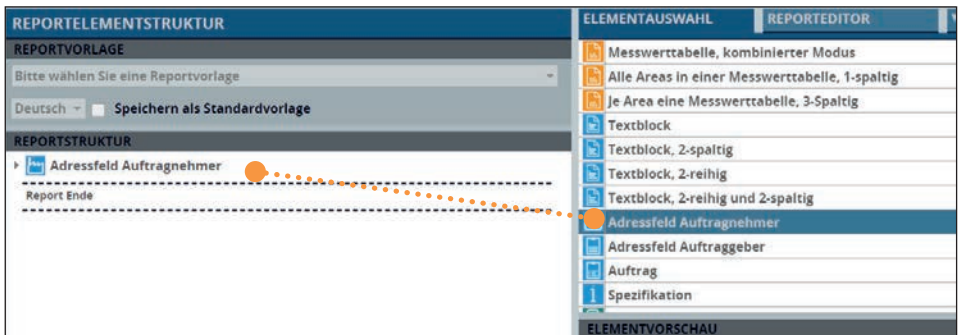 REPORTELEMENTSTRUKTUR
REPORTVORLAGE
Bitte wählen Sie eine Reportvorlage
Deutsch
Speichern als Standardvorlage
REPORTSTRUKTUR
Adressfeld Auftragnehmer
Report Ende
ELEMENTAUSWAHL
REPORTEDITOR
Messwerttabelle, kombinierter Modus
Alle Areas in einer Messwerttabelle, 1-spaltig
Je Area eine Messwerttabelle, 3-Spaltig
Textblock
Textblock, 2-spaltig
Textblock, 2-reihig
Textblock, 2-reihig und 2-spaltig
Adressfeld Auftragnehmer
Adressfeld Auftraggeber
Auftrag
Spezifikation
ELEMENTVORSCHAU